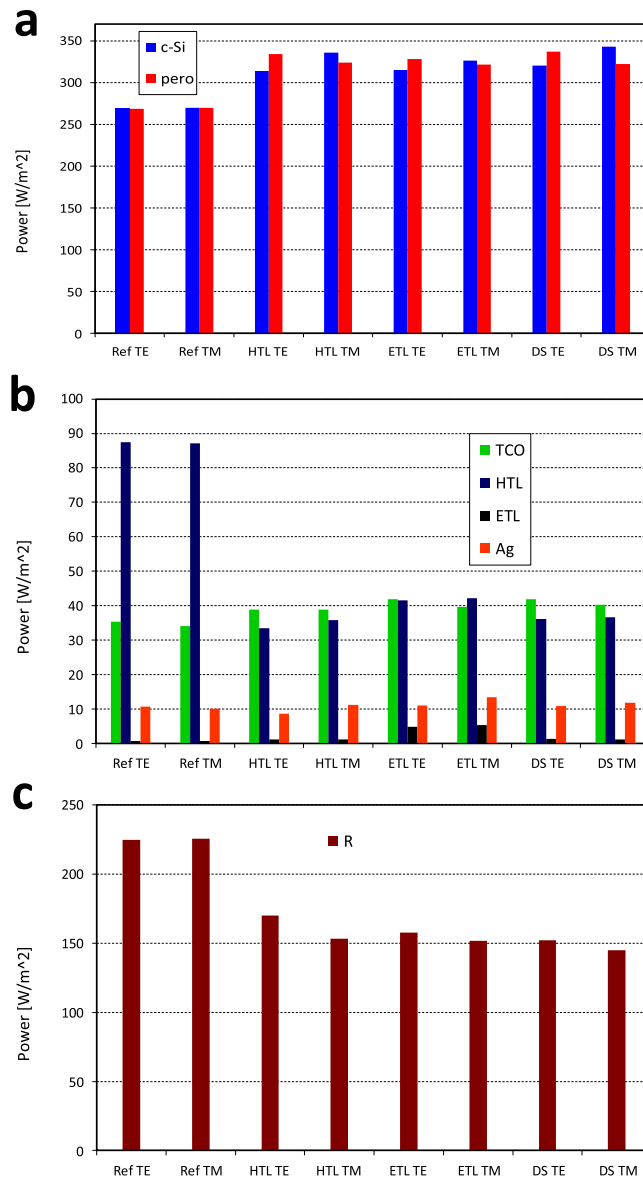 a
350
300
250
200
150
100
50
0
Power [W/m^2]
c-Si
pero
Ref TE Ref TM HTL TE HTL TM ETL TE ETL TM DS TE DS TM
b
100
90
80
70
60
50
40
30
20
10
0
Power [W/m^2]
TCO
HTL
ETL
Ag
Ref TE Ref TM HTL TE HTL TM ETL TE ETL TM DS TE DS TM
c
250
200
150
100
50
0
Power [W/m^2]
R
Ref TE Ref TM HTL TE HTL TM ETL TE ETL TM DS TE DS TM